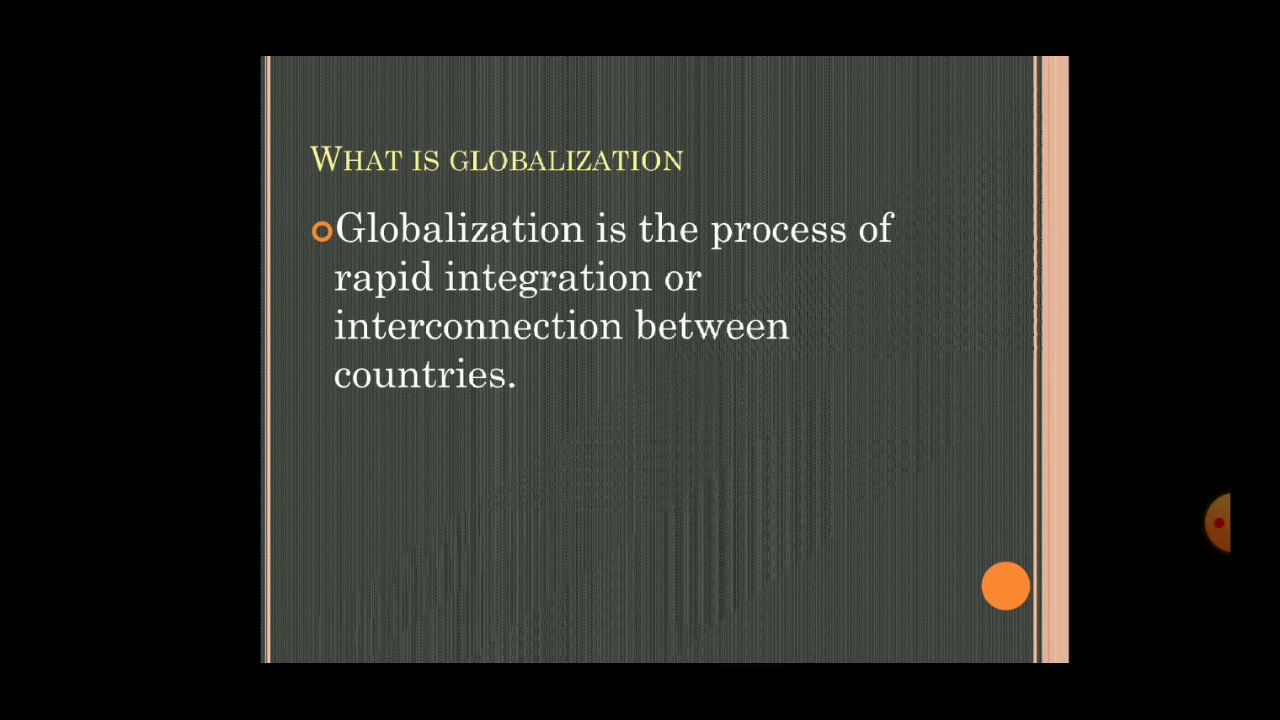 What is globalization
Globalization is the process of
rapid integration or
interconnection between
countries.